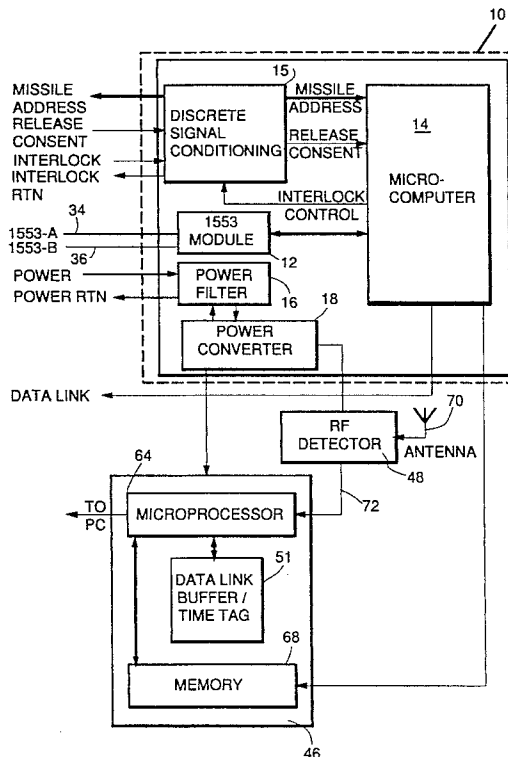 10
15
MISSILE
ADDRESS
RELEASE
CONSENT
INTERLOCK
INTERLOCK
RTN
DISCRETE
SIGNAL
CONDITIONING
MISSILE
ADDRESS
RELEASE
CONSENT
INTERLOCK
CONTROL
14
MICRO-
COMPUTER
34
1553-A
1553-B
36
1553
MODULE
12
POWER
POWER RTN
POWER
FILTER
16
18
POWER
CONVERTER
DATA LINK
70
RF
DETECTOR
48
ANTENNA
64
72
TO
PC
MICROPROCESSOR
51
DATA LINK
BUFFER /
TIME TAG
68
MEMORY
46